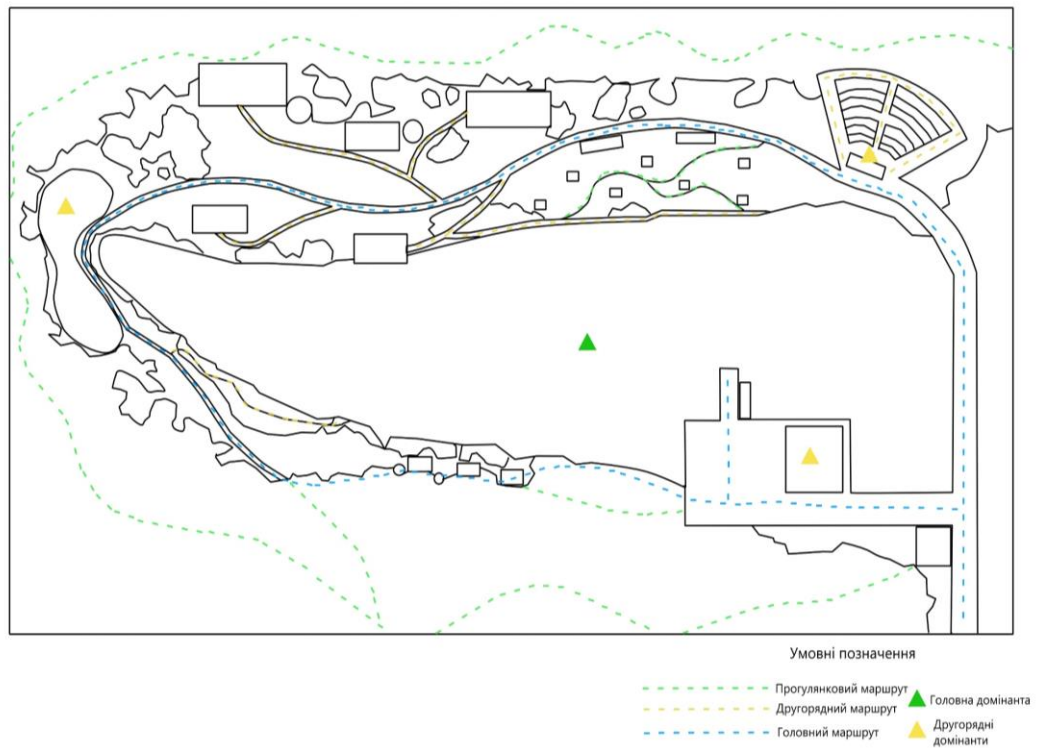 Умовні позначення
Прогулянковий маршрут
Головна домінанта
Другорядний маршрут
Головний маршрут
Другорядні
домінанти